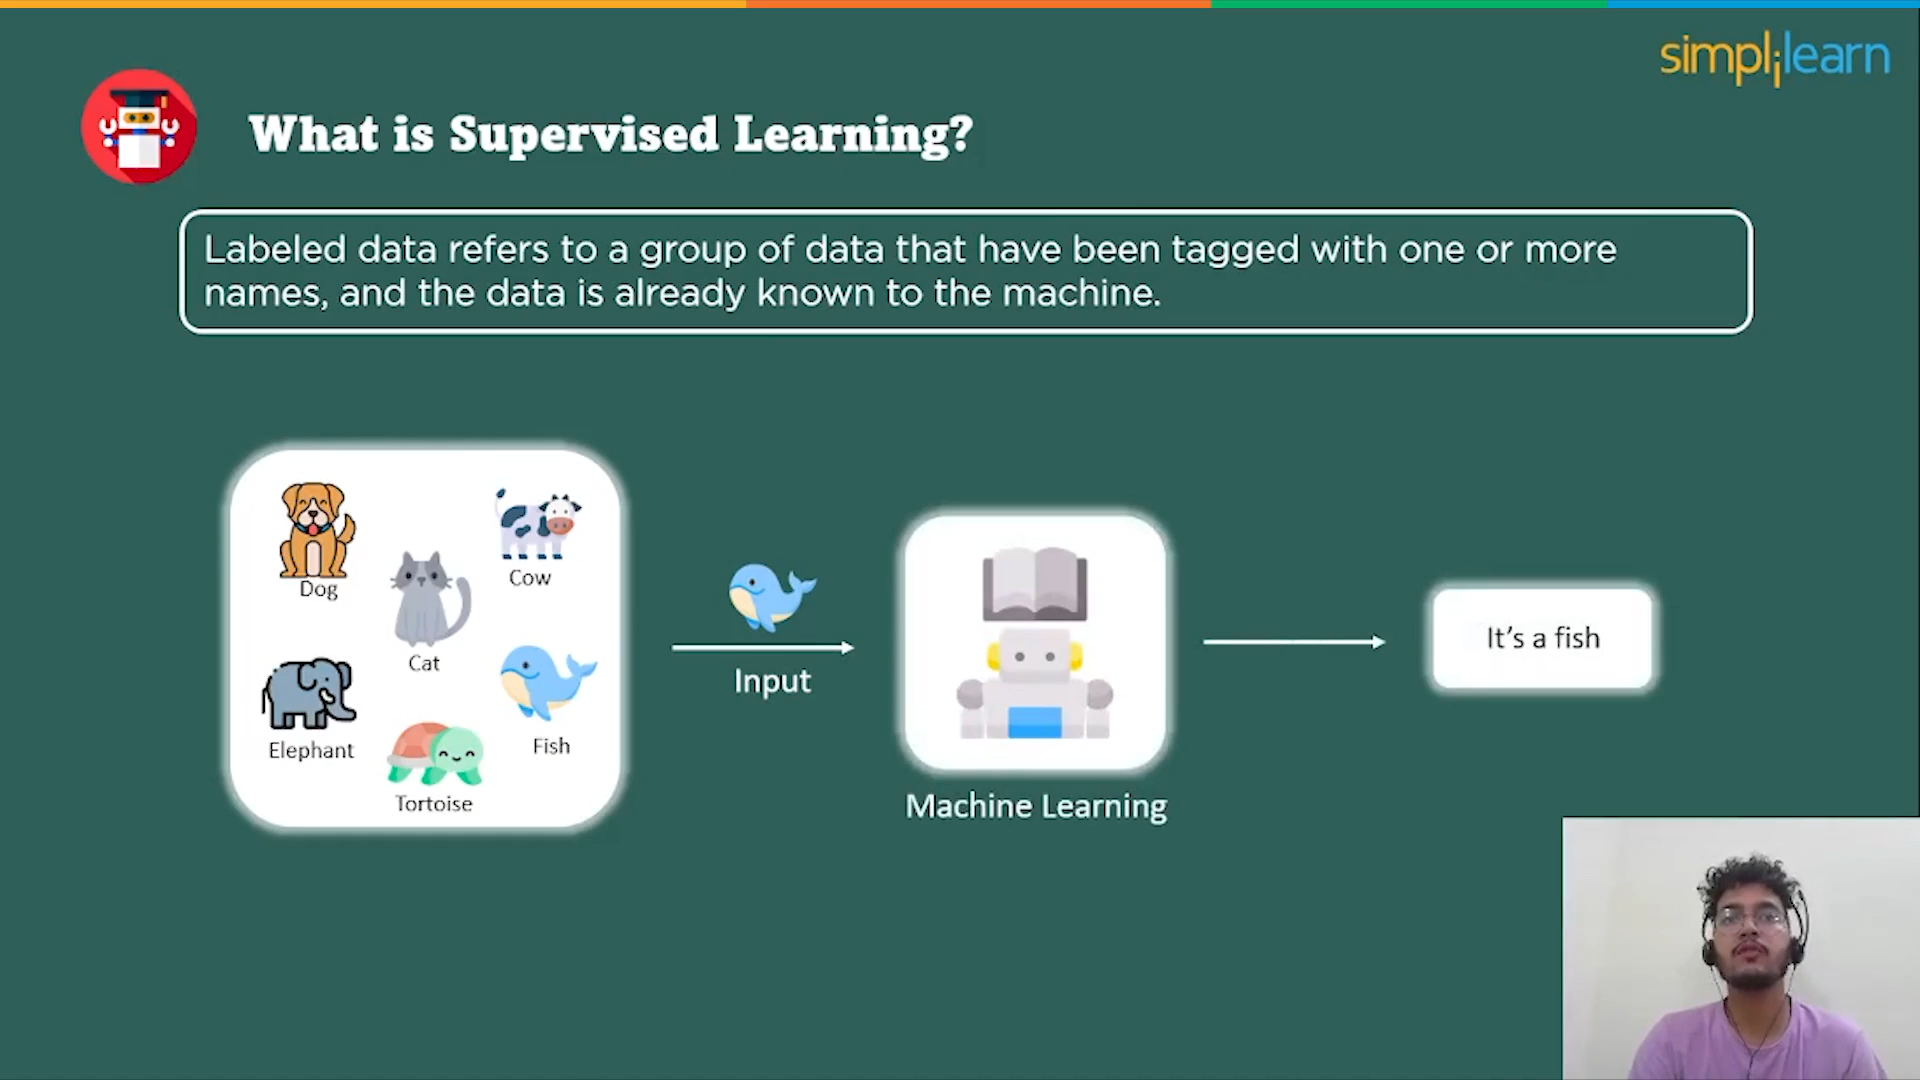 simplilearn
What is Supervised Learning?
Labeled data refers to a group of data that have been tagged with one or more
names, and the data is already known to the machine.
Dog
Cow
Cat
Elephant
Fish
Tortoise
Input
Machine Learning
It's a fish